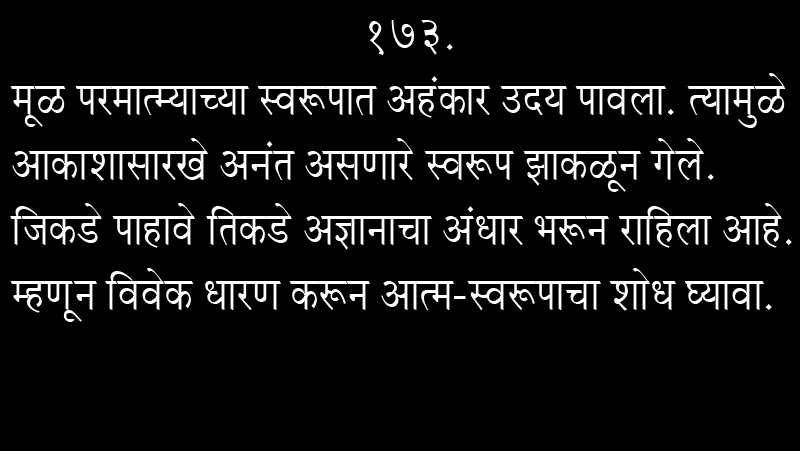 १७३.
मूळ परमात्म्याच्या स्वरूपात अहंकार उदय पावला. त्यामुळे
आकाशासारखे अनंत असणारे स्वरूप झाकळून गेले.
जिकडे पाहावे तिकडे अज्ञानाचा अंधार भरून राहिला आहे.
म्हणून विवेक धारण करून आत्म-स्वरूपाचा शोध घ्यावा.